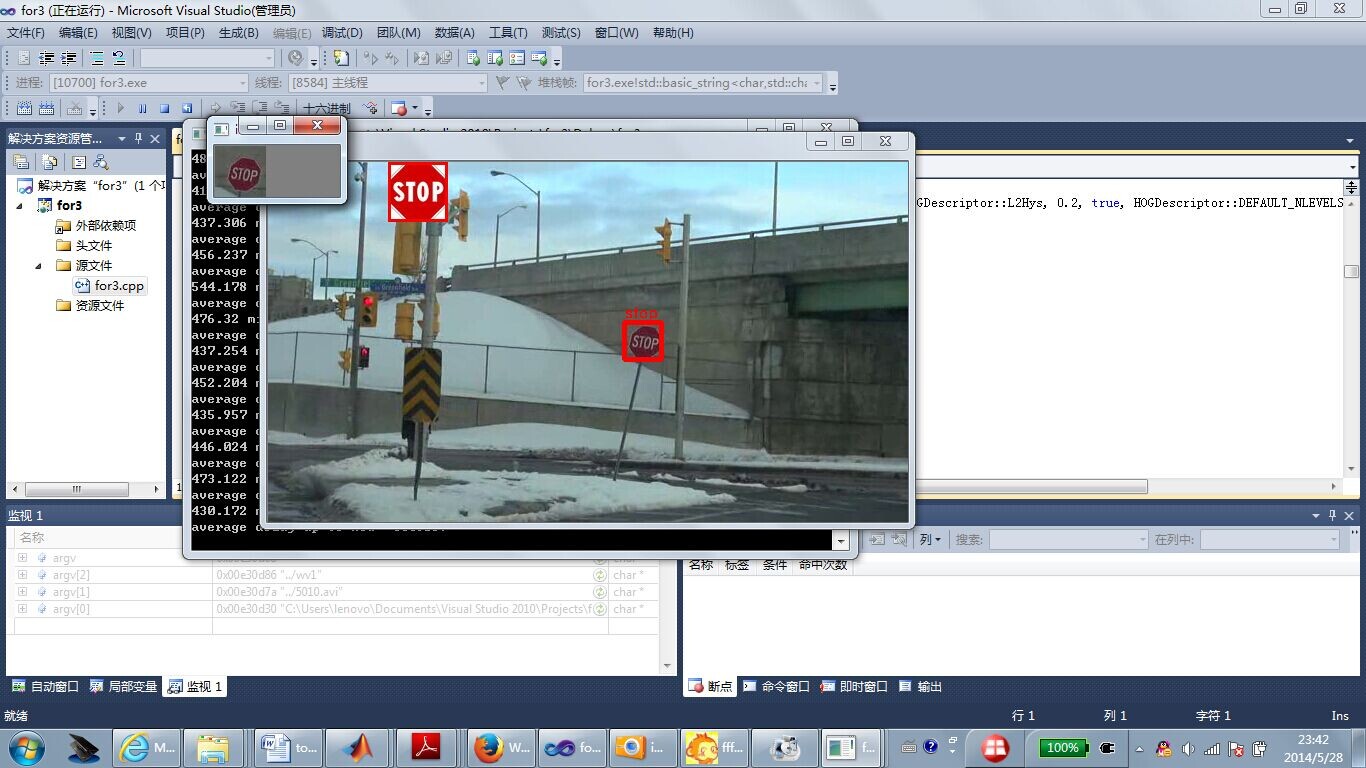 for3 (正在运行) - Microsoft Visual Studio(管理员)
文件(F) 编辑(E) 视图(V) 项目(P) 生成(B) 编辑(E) 调试(D) 团队(M) 数据(A) 工具(T) 测试(S) 窗口(W) 帮助(H)
进程: [10700] for3.exe 线程: [8584] 主线程 堆栈帧: for3.exe!std::basic_string<char,std::cha
十六进制
解决方案资源管...
解决方案"for3"(1 个
for3
外部依赖项
头文件
源文件
for3.cpp
资源文件
STOP
STOP
stop
STOP
Greenfield
Greenfield
48
41
average
437.306
average
456.237
average
544.178
average
476.32 m
average
437.254
average
452.204
average
435.957
average
446.024
average
473.122
average
430.172
average
GDescriptor::L2Hys, 0.2, true, HOGDescriptor::DEFAULT_NLEVELS
监视 1
名称
argv
argv[2] 0x00e30d86 "../wv1" char *
argv[1] 0x00e30d7a "../5010.avi" char *
argv[0] 0x00e30d30 "C:\Users\lenovo\Documents\Visual Studio 2010\Projects\f char *
列 搜索: 在列中:
名称 标签 条件 命中次数
自动窗口 局部变量 监视 1
断点 命令窗口 即时窗口 输出
就绪 行 1 列 1 字符 1 Ins
M... to... W... fo... i... fff... f...
100%
23:42
2014/5/28